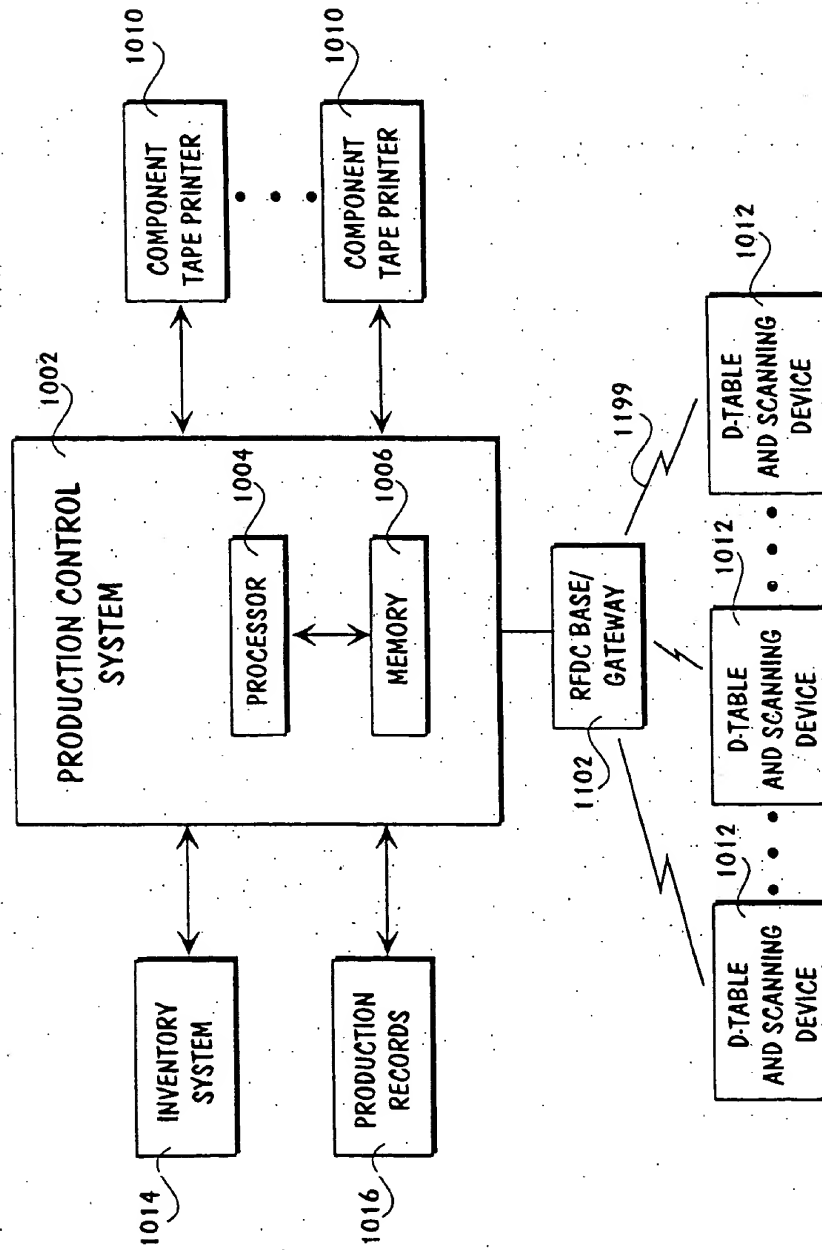 1002
PRODUCTION CONTROL
SYSTEM
1004
PROCESSOR
1006
MEMORY
1014
INVENTORY
SYSTEM
1016
PRODUCTION
RECORDS
1010
COMPONENT
TAPE PRINTER
1010
COMPONENT
TAPE PRINTER
1102
RFDC BASE/
GATEWAY
1199
1012
D-TABLE
AND SCANNING
DEVICE
1012
D-TABLE
AND SCANNING
DEVICE
1012
D-TABLE
AND SCANNING
DEVICE